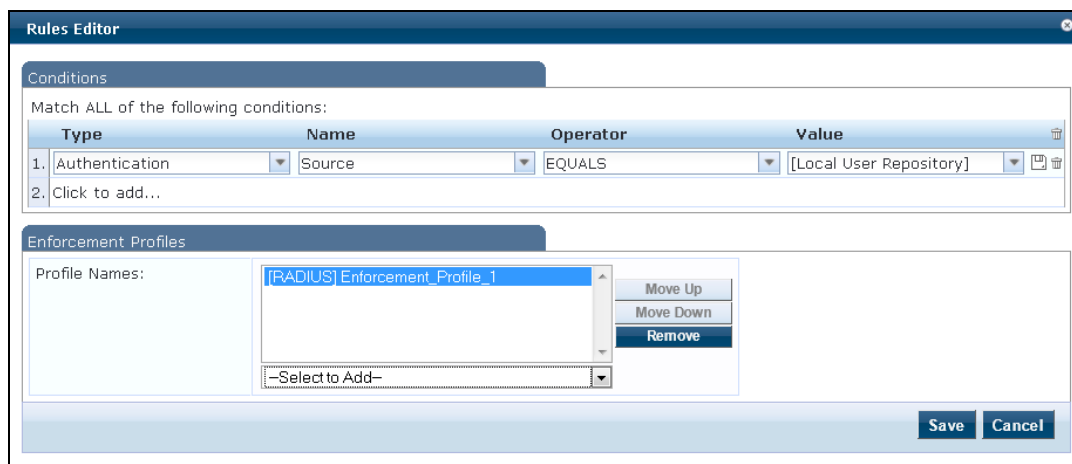 Rules Editor
Conditions
Match ALL of the following conditions:
Type Name Operator Value
1. Authentication Source EQUALS [Local User Repository]
2. Click to add...
Enforcement Profiles
Profile Names:
[RADIUS] Enforcement_Profile_1
Move Up
Move Down
Remove
--Select to Add--
Save Cancel